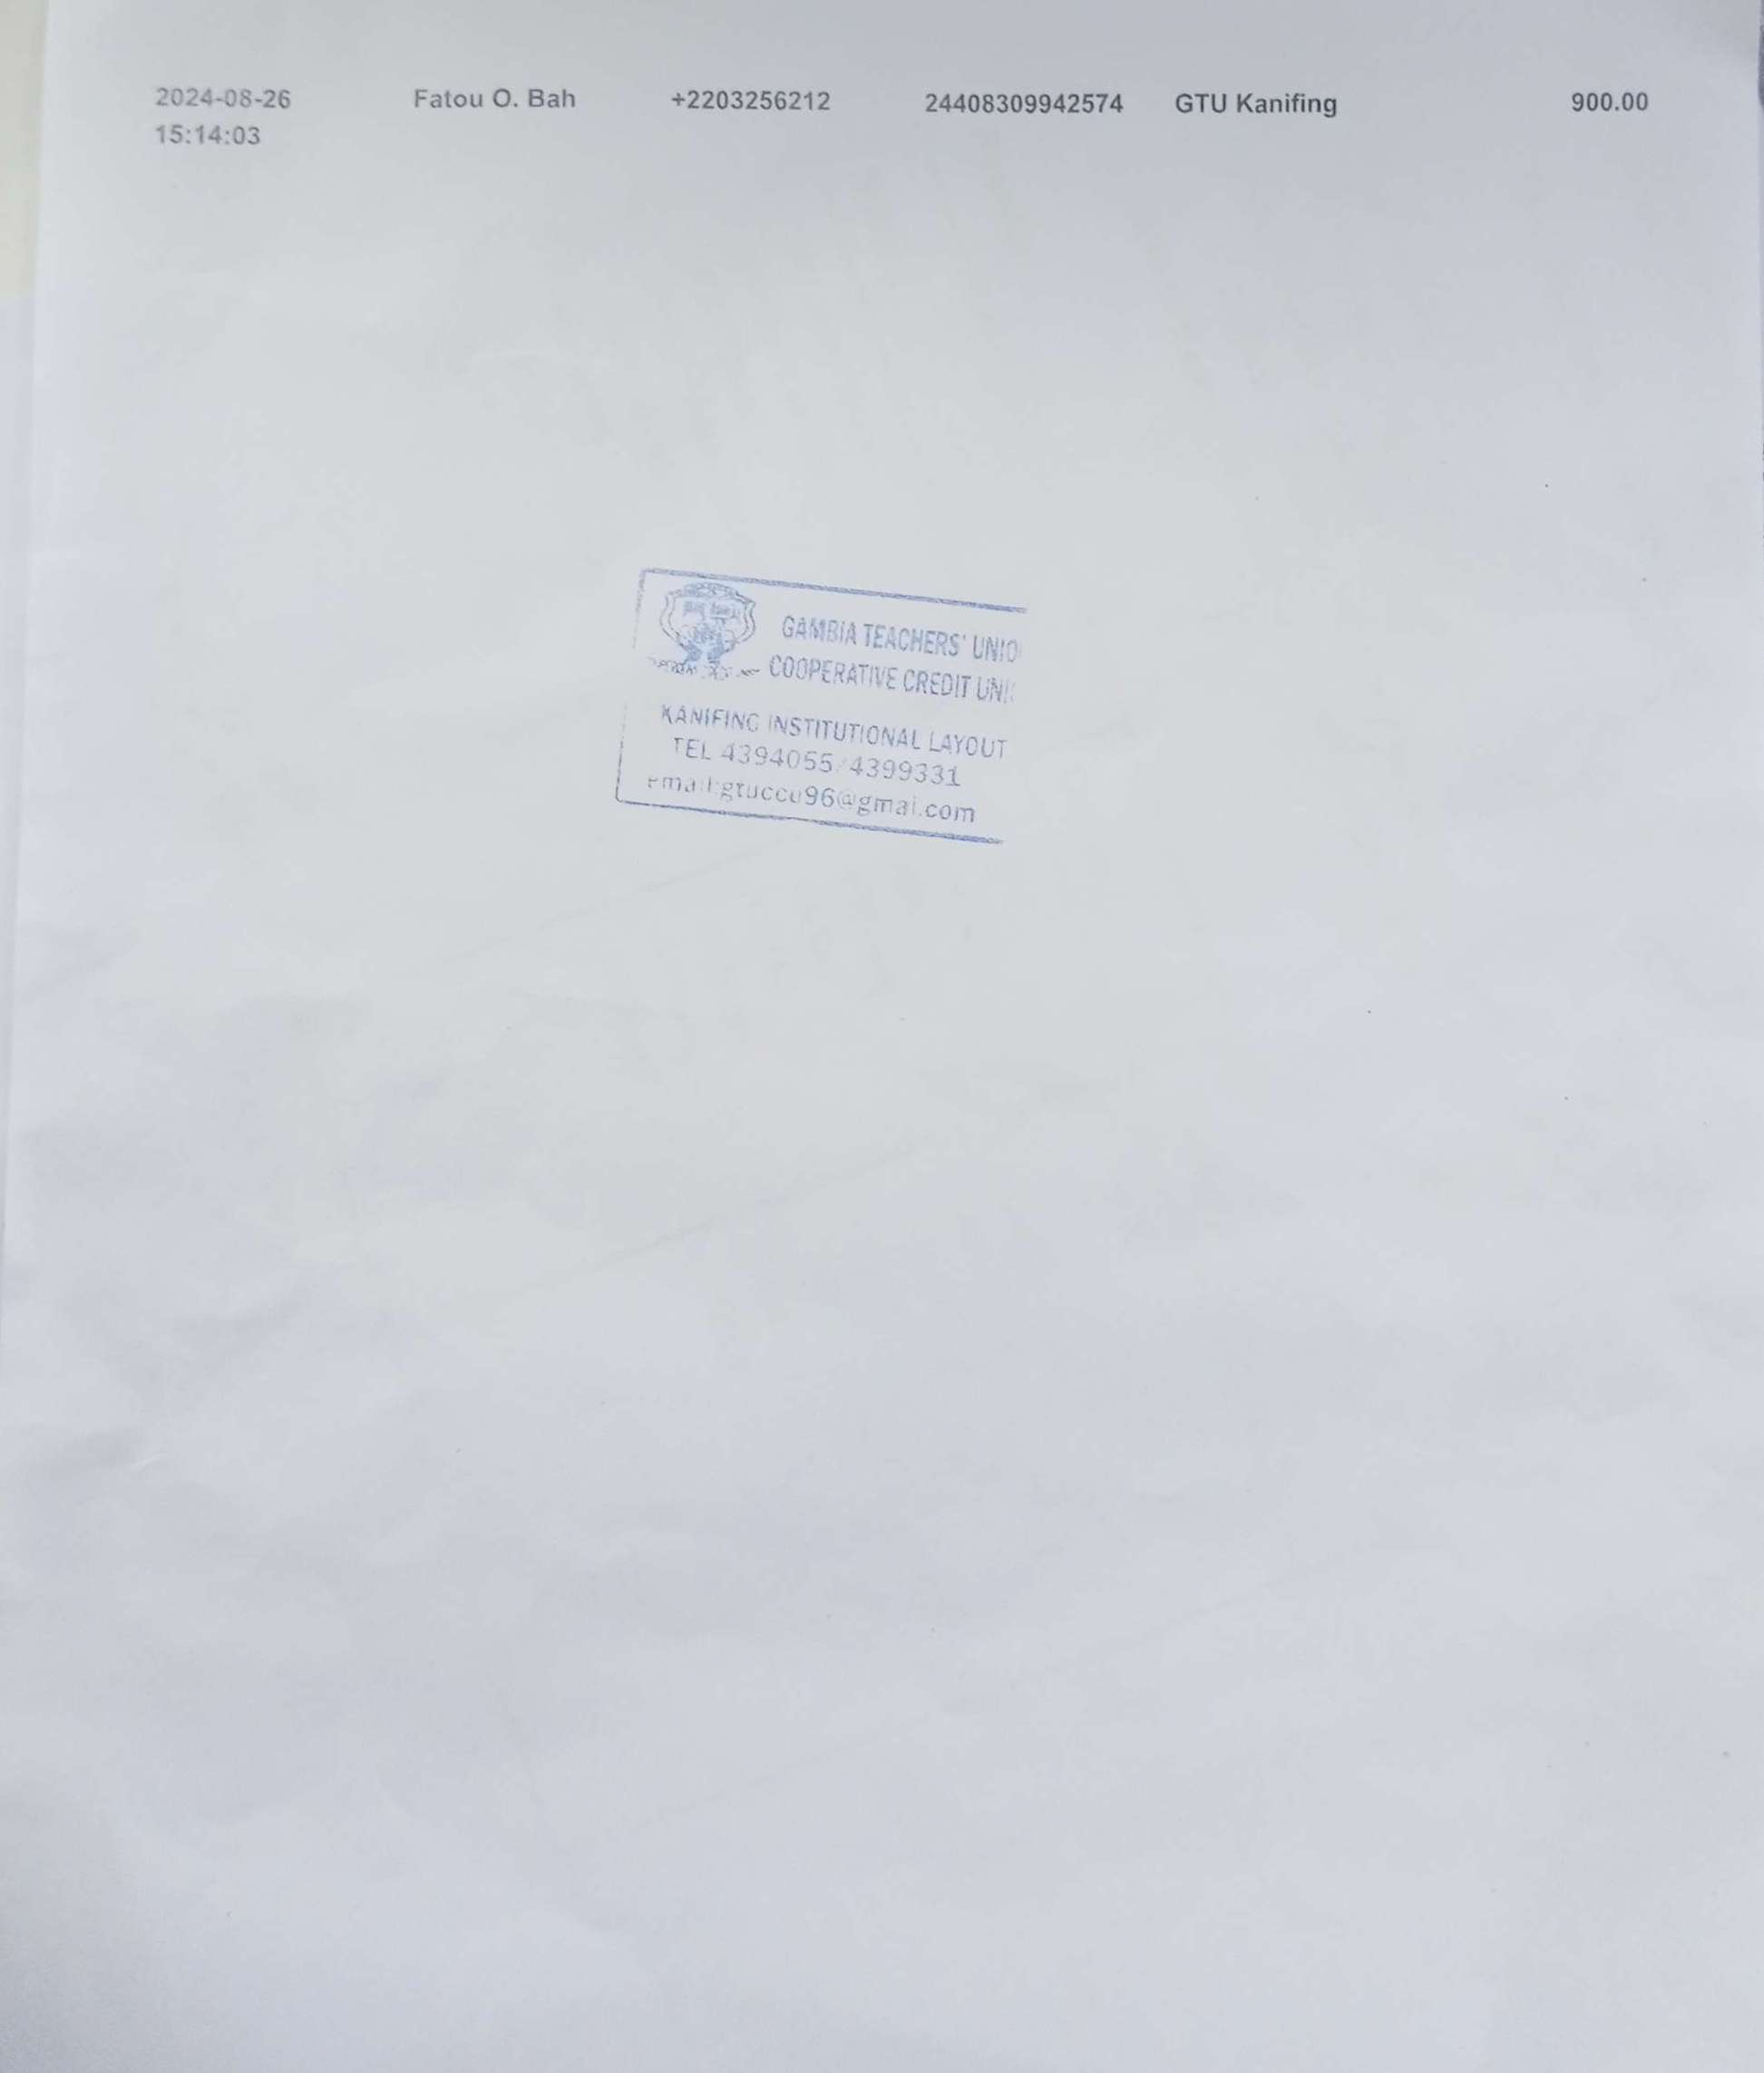 2024-08-26 Fatou O. Bah +2203256212 24408309942574 GTU Kanifing 900.00
15:14:03
GAMBIA TEACHERS' UNIO
COOPERATIVE CREDIT UNI
KANIFING INSTITUTIONAL LAYOUT
TEL 4394055/4399331
email:gtuccu96@gmai.com